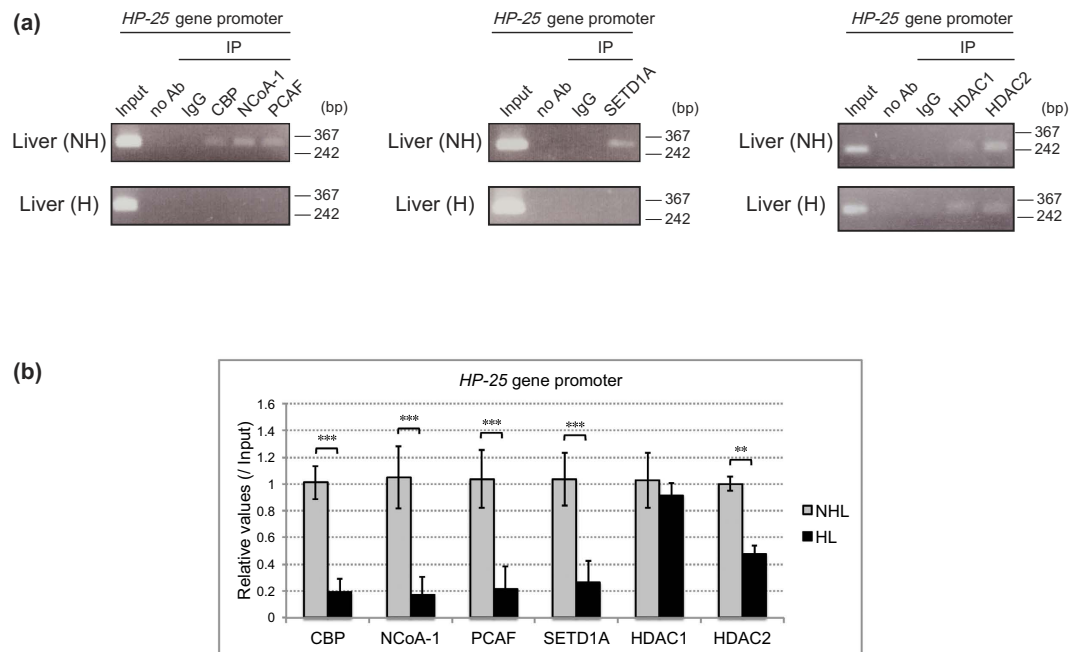 (a)
HP-25 gene promoter
IP
Input no Ab IgG CBP NCoA-1 PCAF (bp)
Liver (NH)
367
242
Liver (H)
367
242
HP-25 gene promoter
IP
Input no Ab IgG SETD1A (bp)
Liver (NH)
367
242
Liver (H)
367
242
HP-25 gene promoter
IP
Input no Ab IgG HDAC1 HDAC2 (bp)
Liver (NH)
367
242
Liver (H)
367
242
(b)
HP-25 gene promoter
Relative values (/ Input)
1.6
1.4
1.2
1
0.8
0.6
0.4
0.2
0
***
***
***
***
**
NHL
HL
CBP NCoA-1 PCAF SETD1A HDAC1 HDAC2